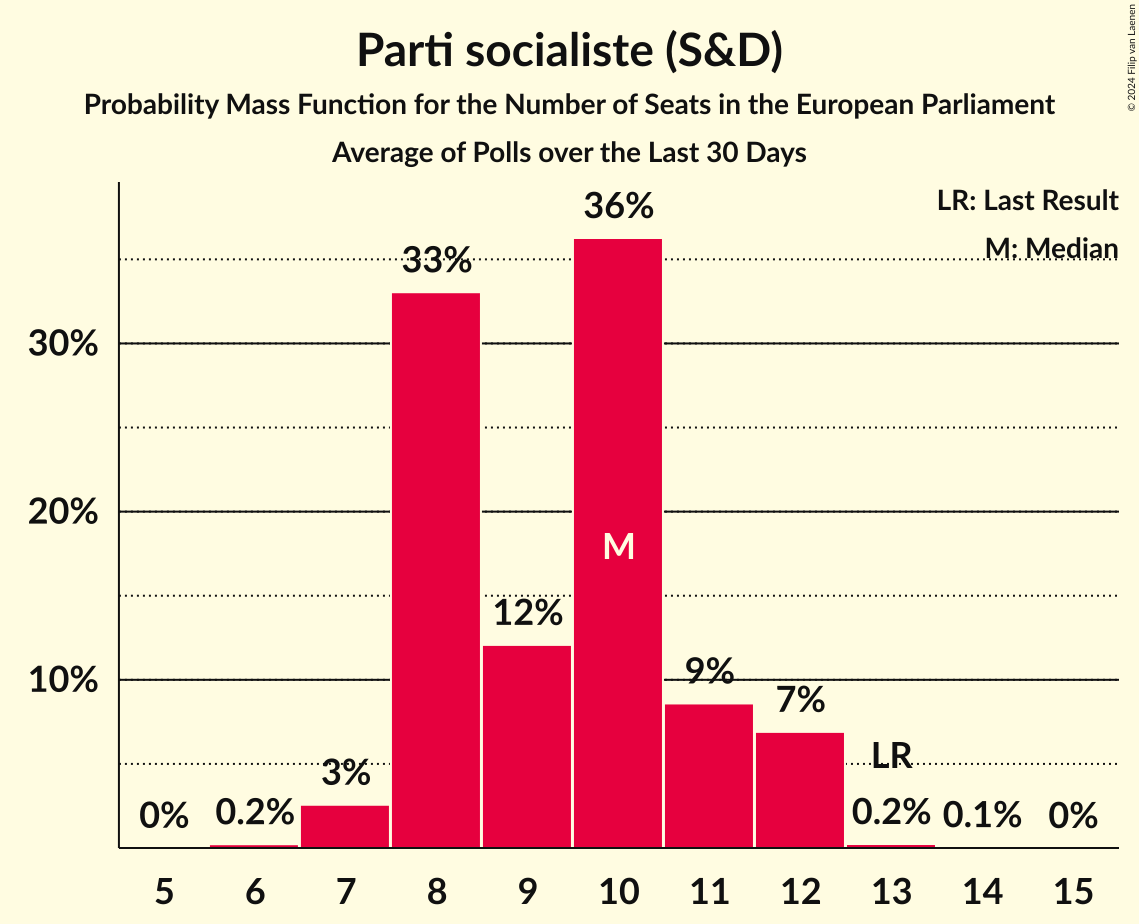 Parti socialiste (S&D)
Probability Mass Function for the Number of Seats in the European Parliament
Average of Polls over the Last 30 Days
© 2024 Filip van Laenen
LR: Last Result
M: Median
36%
33%
30%
20%
M
12%
10%
9%
7%
LR
3%
0%
0.2%
0.2%
0.1%
0%
5 6 7 8 9 10 11 12 13 14 15